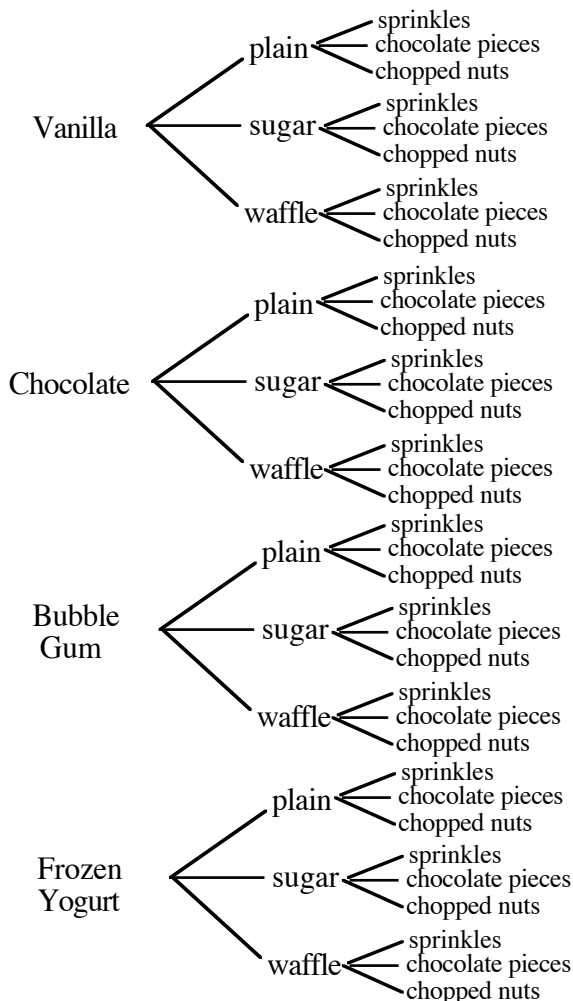 sprinkles
plain chocolate pieces
chopped nuts
sprinkles
Vanilla sugar chocolate pieces
chopped nuts
sprinkles
waffle chocolate pieces
chopped nuts
sprinkles
plain chocolate pieces
chopped nuts
sprinkles
Chocolate sugar chocolate pieces
chopped nuts
sprinkles
waffle chocolate pieces
chopped nuts
sprinkles
plain chocolate pieces
chopped nuts
Bubble
Gum
sprinkles
sugar chocolate pieces
chopped nuts
sprinkles
waffle chocolate pieces
chopped nuts
sprinkles
plain chocolate pieces
chopped nuts
Frozen
Yogurt
sprinkles
sugar chocolate pieces
chopped nuts
sprinkles
waffle chocolate pieces
chopped nuts